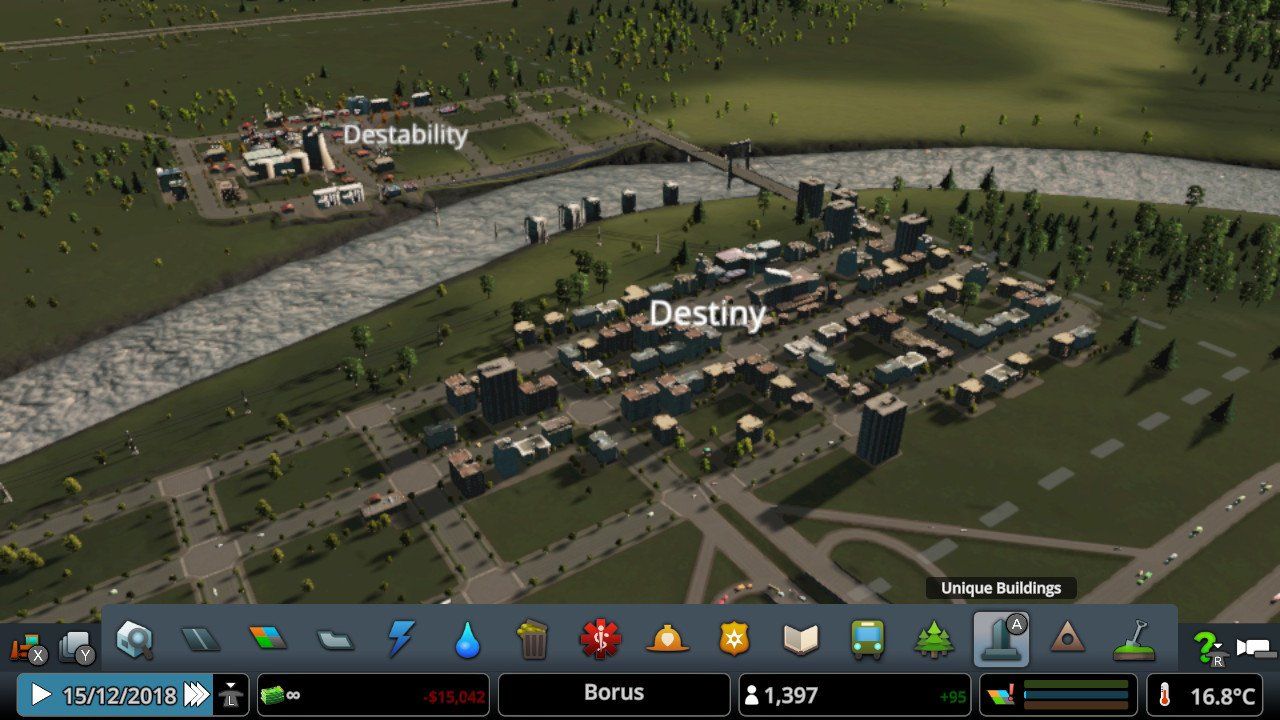 Destability
Destiny
Unique Buildings
A
X
Y
R
15/12/2018
L
∞
-$15,042
Borus
1,397
+95
16.8°C